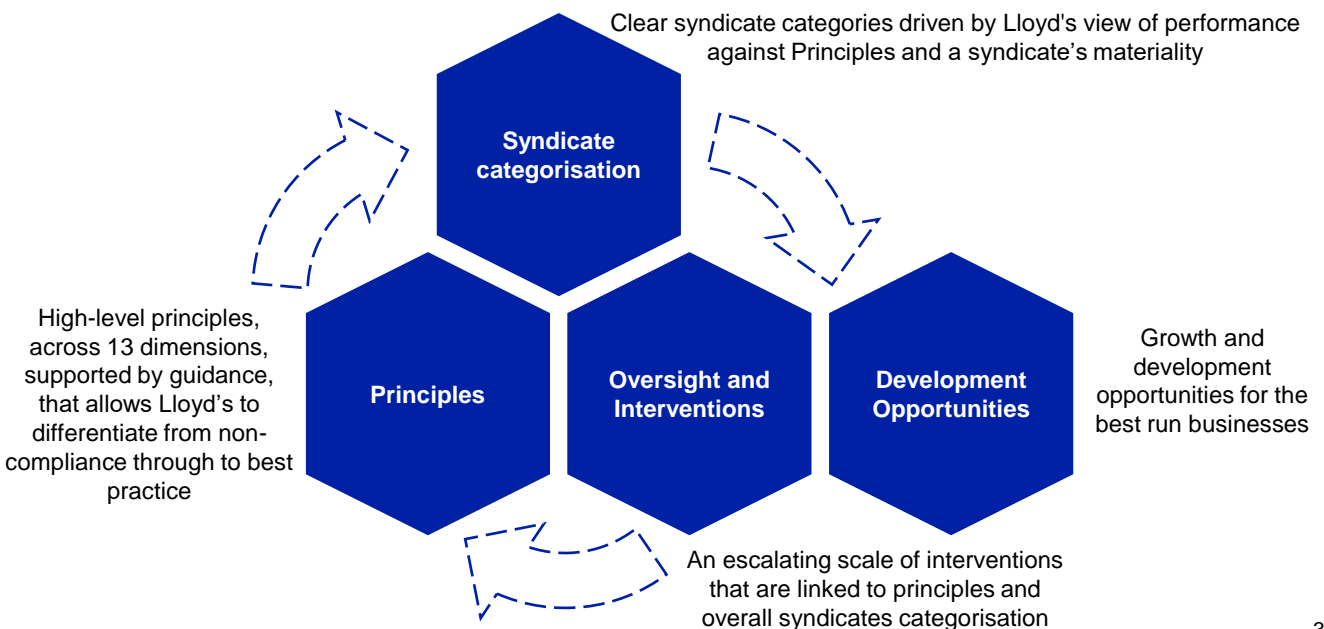 Clear syndicate categories driven by Lloyd's view of performance
against Principles and a syndicate’s materiality
Syndicate
categorisation
High-level principles,
across 13 dimensions,
supported by guidance,
that allows Lloyd’s to
differentiate from non-
compliance through to best
practice
Principles
Oversight and
Interventions
Development
Opportunities
Growth and
development
opportunities for the
best run businesses
An escalating scale of interventions
that are linked to principles and
overall syndicates categorisation
3